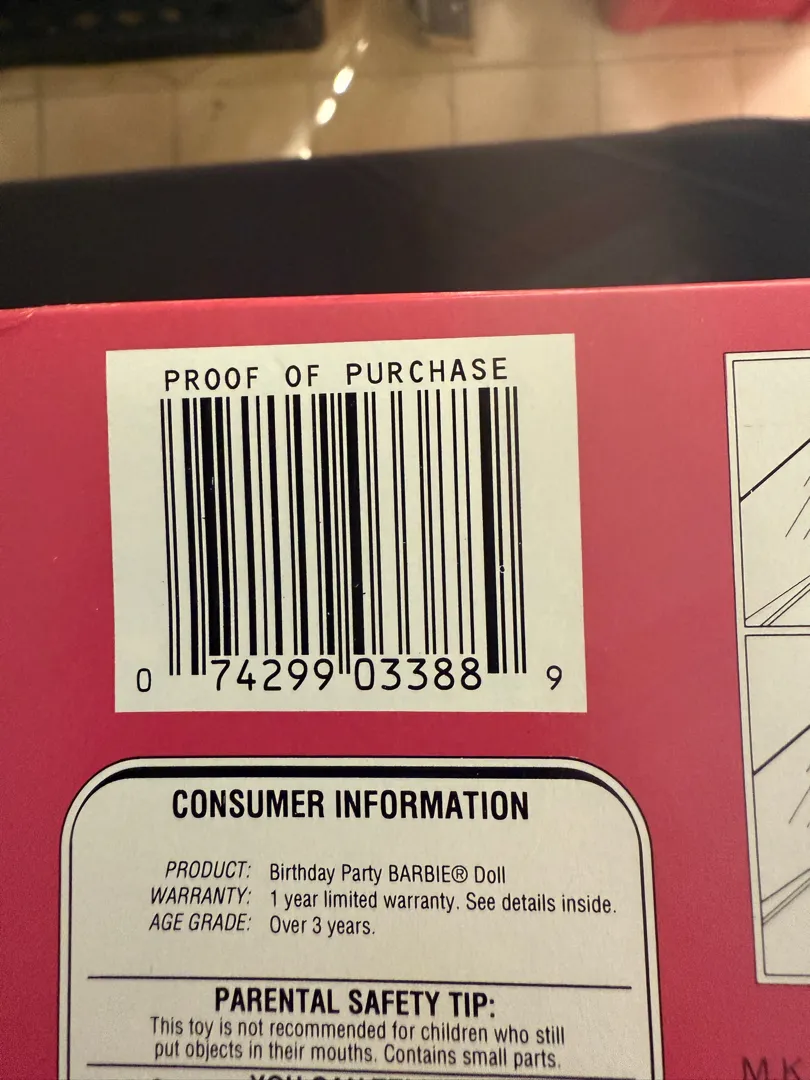 PROOF OF PURCHASE
0 74299 03388 9
CONSUMER INFORMATION
PRODUCT: Birthday Party BARBIE® Doll
WARRANTY: 1 year limited warranty. See details inside.
AGE GRADE: Over 3 years.
PARENTAL SAFETY TIP:
This toy is not recommended for children who still
put objects in their mouths. Contains small parts.